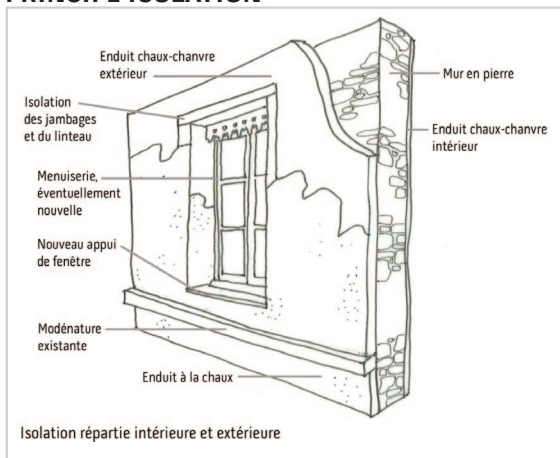 Enduit chaux-chanvre
extérieur
Mur en pierre
Isolation
des jambages
et du linteau
Enduit chaux-chanvre
intérieur
Menuiserie,
éventuellement
nouvelle
Nouveau appui
de fenêtre
Modénature
existante
Enduit à la chaux
Isolation répartie intérieure et extérieure